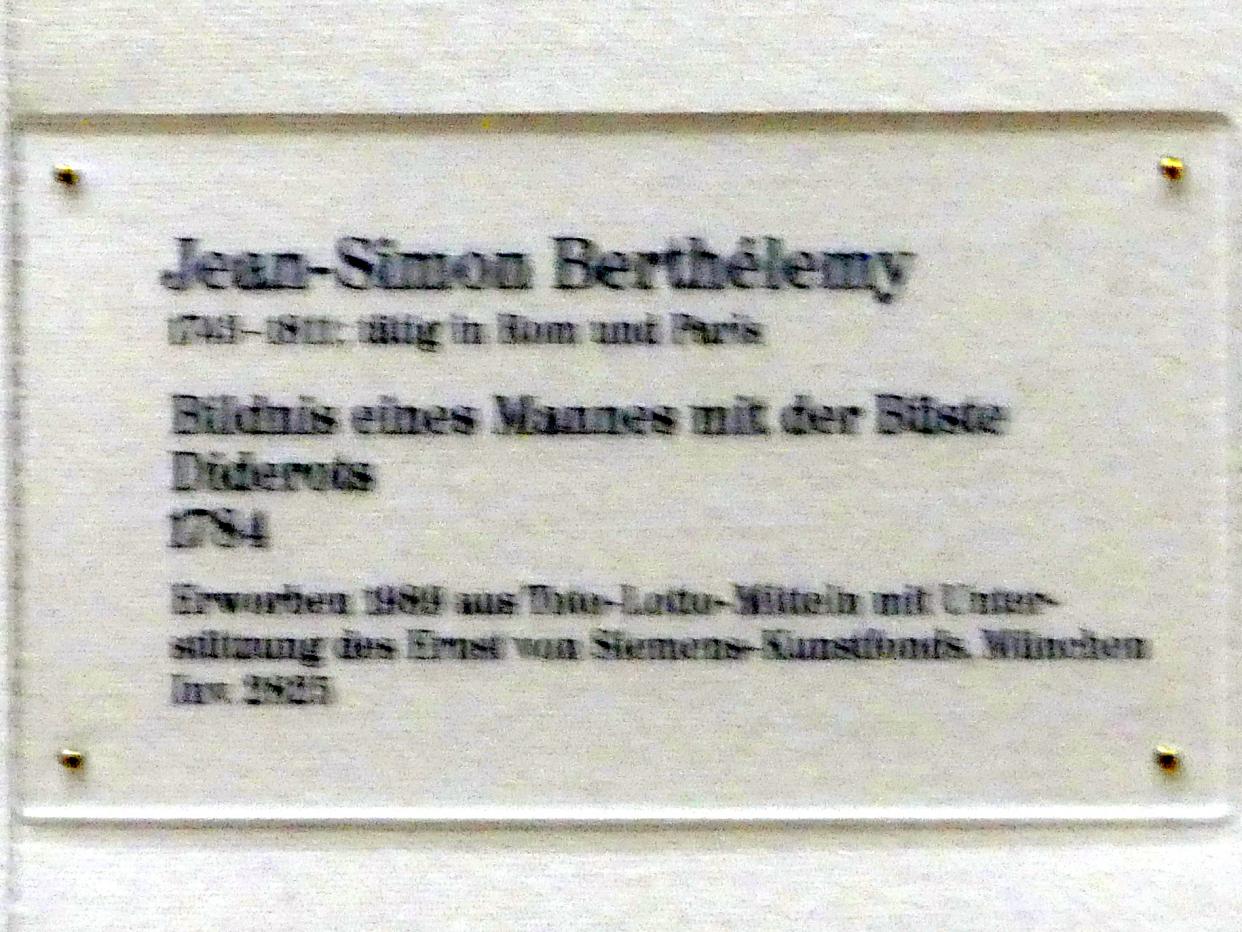 Jean-Simon Berthélemy
1743–1811; tätig in Rom und Paris
Bildnis eines Mannes mit der Büste
Diderots
1784
Erworben 1989 aus Toto-Lotto-Mitteln mit Unter-
stützung des Ernst von Siemens-Kunstfonds, München
Inv. 2825